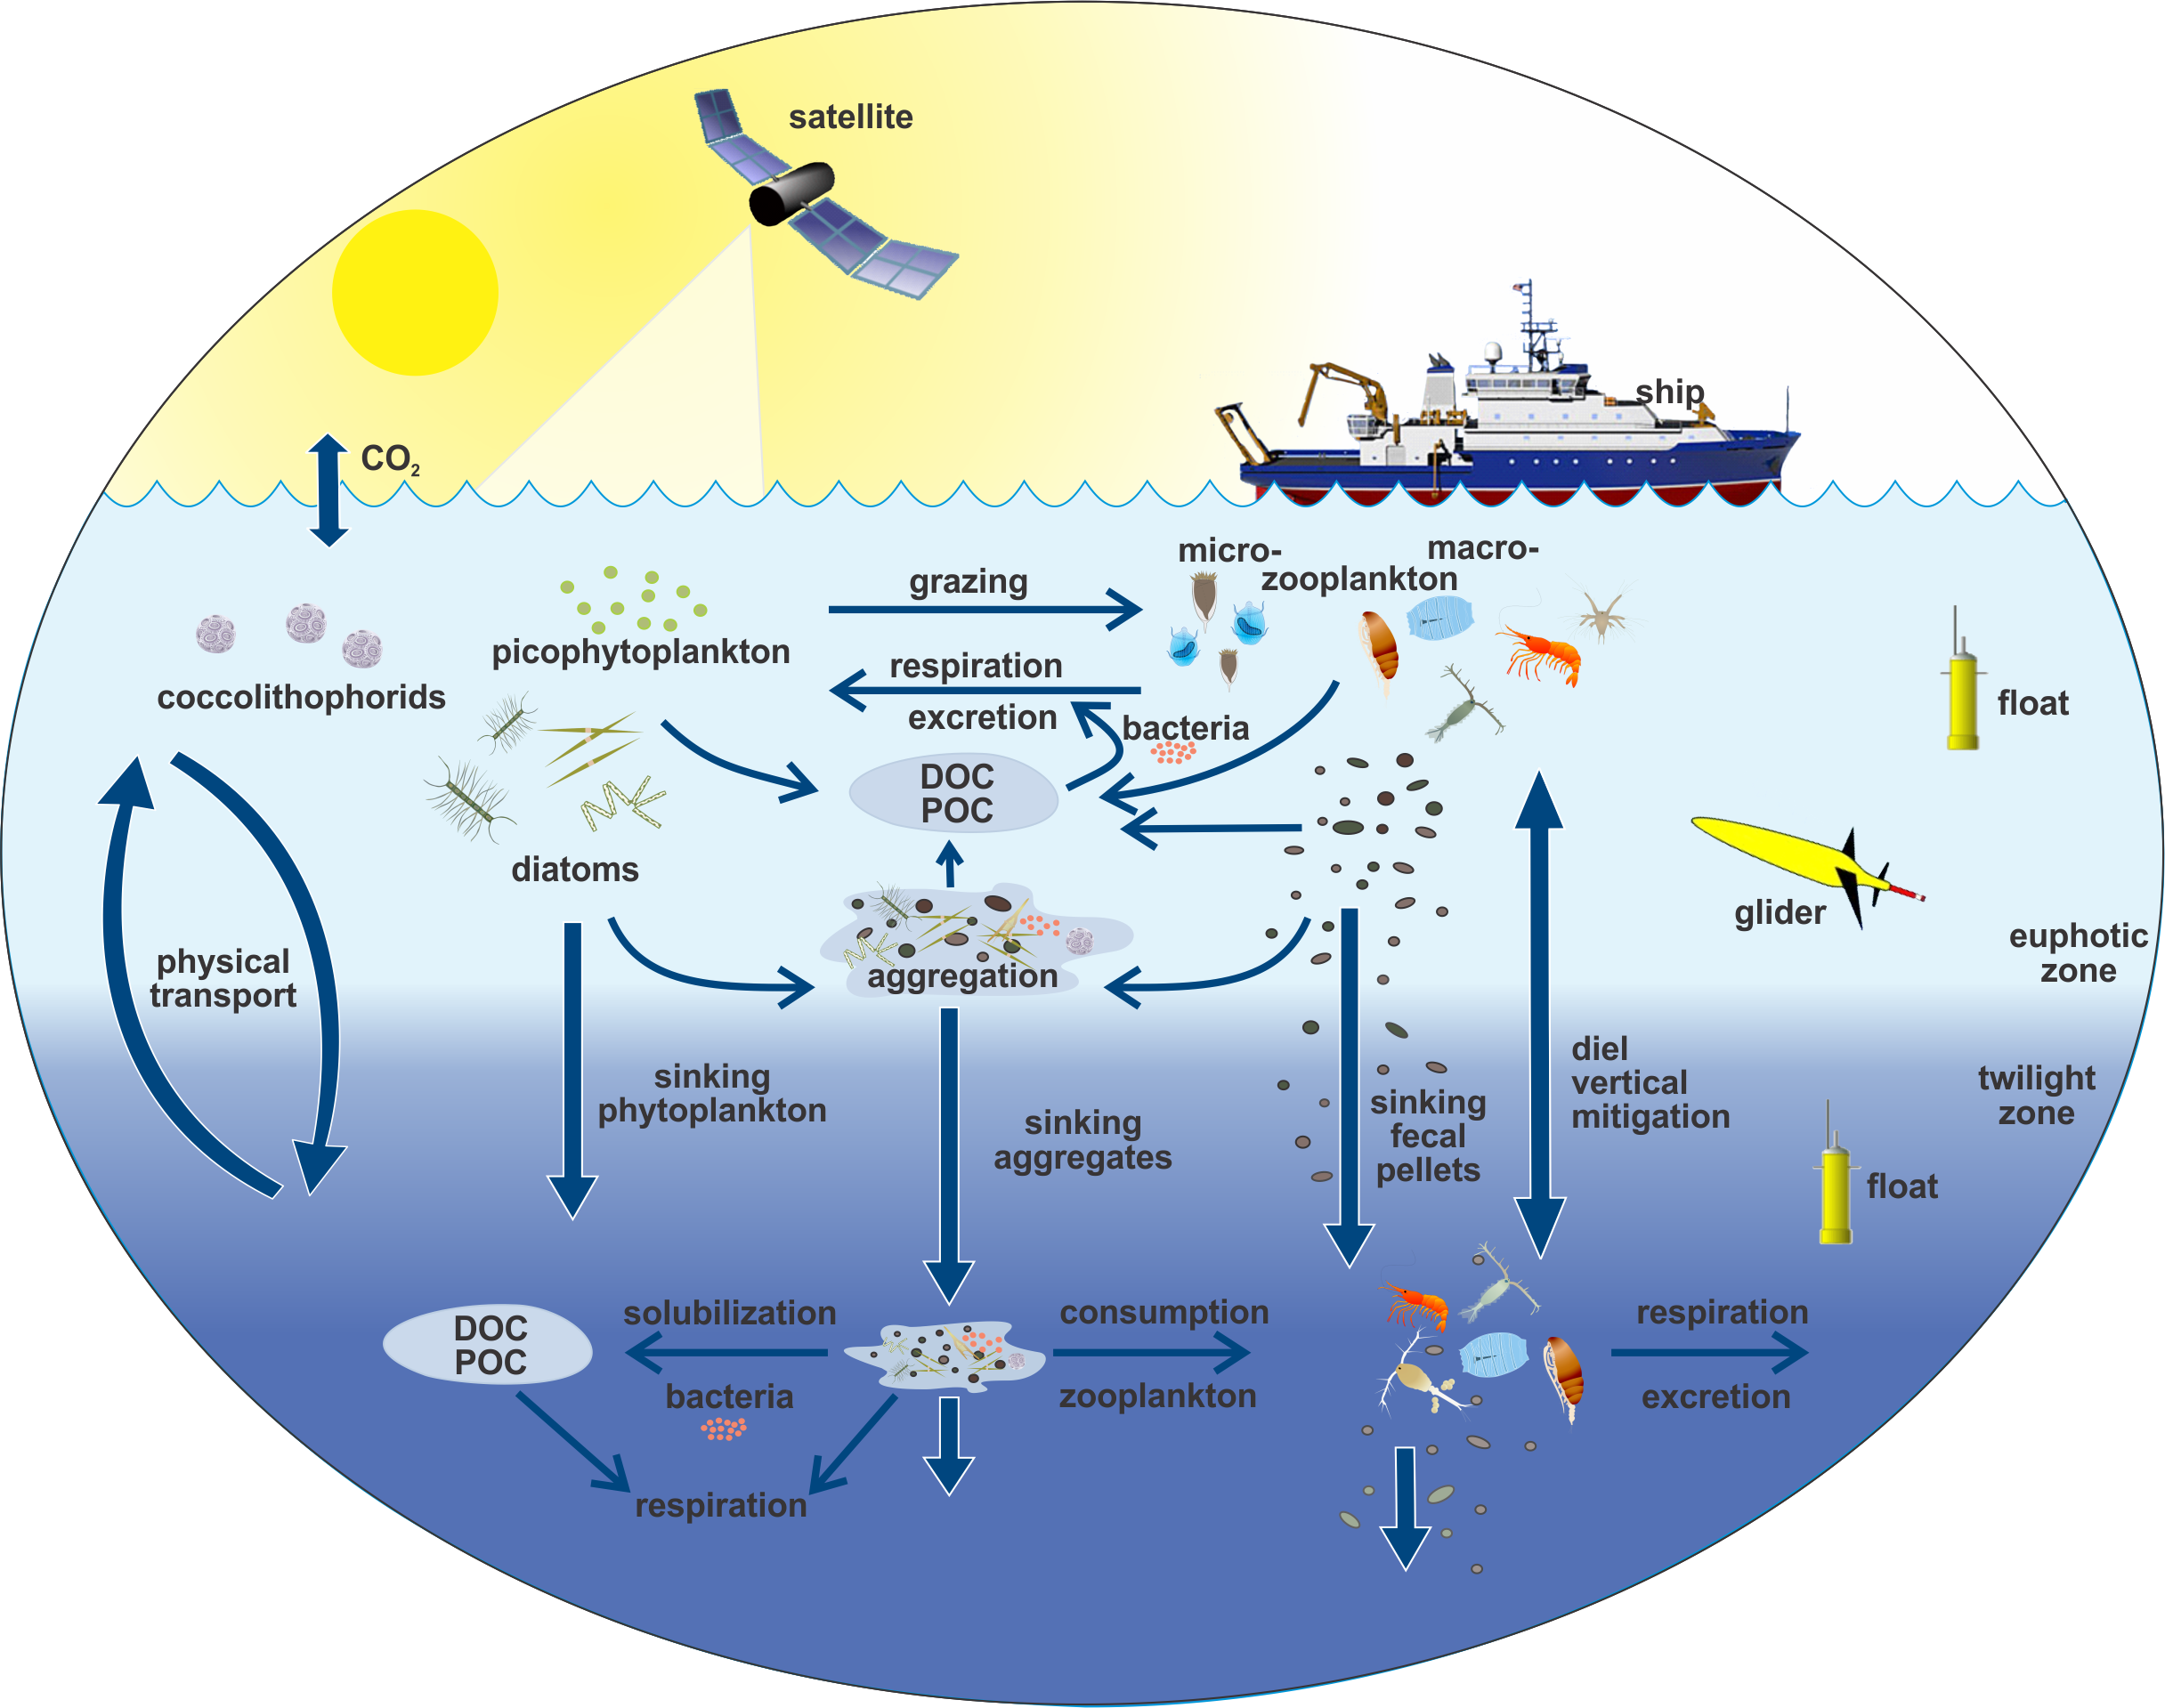 satellite
ship
CO₂
micro-
macro-
zooplankton
grazing
picophytoplankton
respiration
excretion
bacteria
coccolithophorids
float
DOC
POC
diatoms
glider
euphotic
zone
physical
transport
aggregation
diel
vertical
mitigation
twilight
zone
sinking
phytoplankton
sinking
aggregates
sinking
fecal
pellets
float
DOC
POC
solubilization
bacteria
consumption
zooplankton
respiration
excretion
respiration